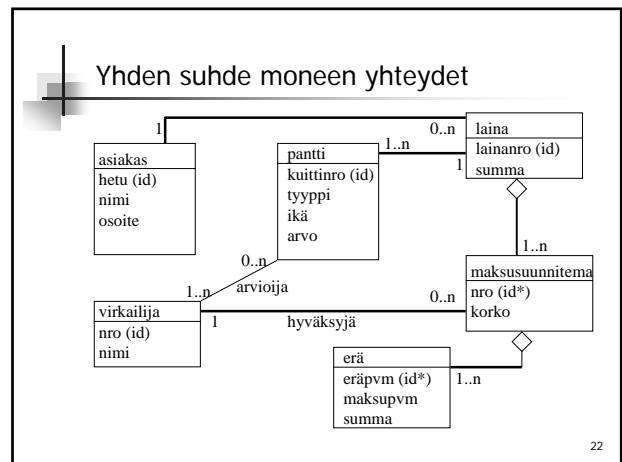 Yhden suhde moneen yhteydet
1
0..n
asiakas
hetu (id)
nimi
osoite
pantti
kuittinro (id)
tyyppi
ikä
arvo
1..n
1
laina
lainanro (id)
summa
1..n
0..n
arvioija
1..n
virkailija
nro (id)
nimi
1
hyväksyjä
0..n
maksusuunnitema
nro (id*)
korko
erä
eräpvm (id*)
maksupvm
summa
1..n
22